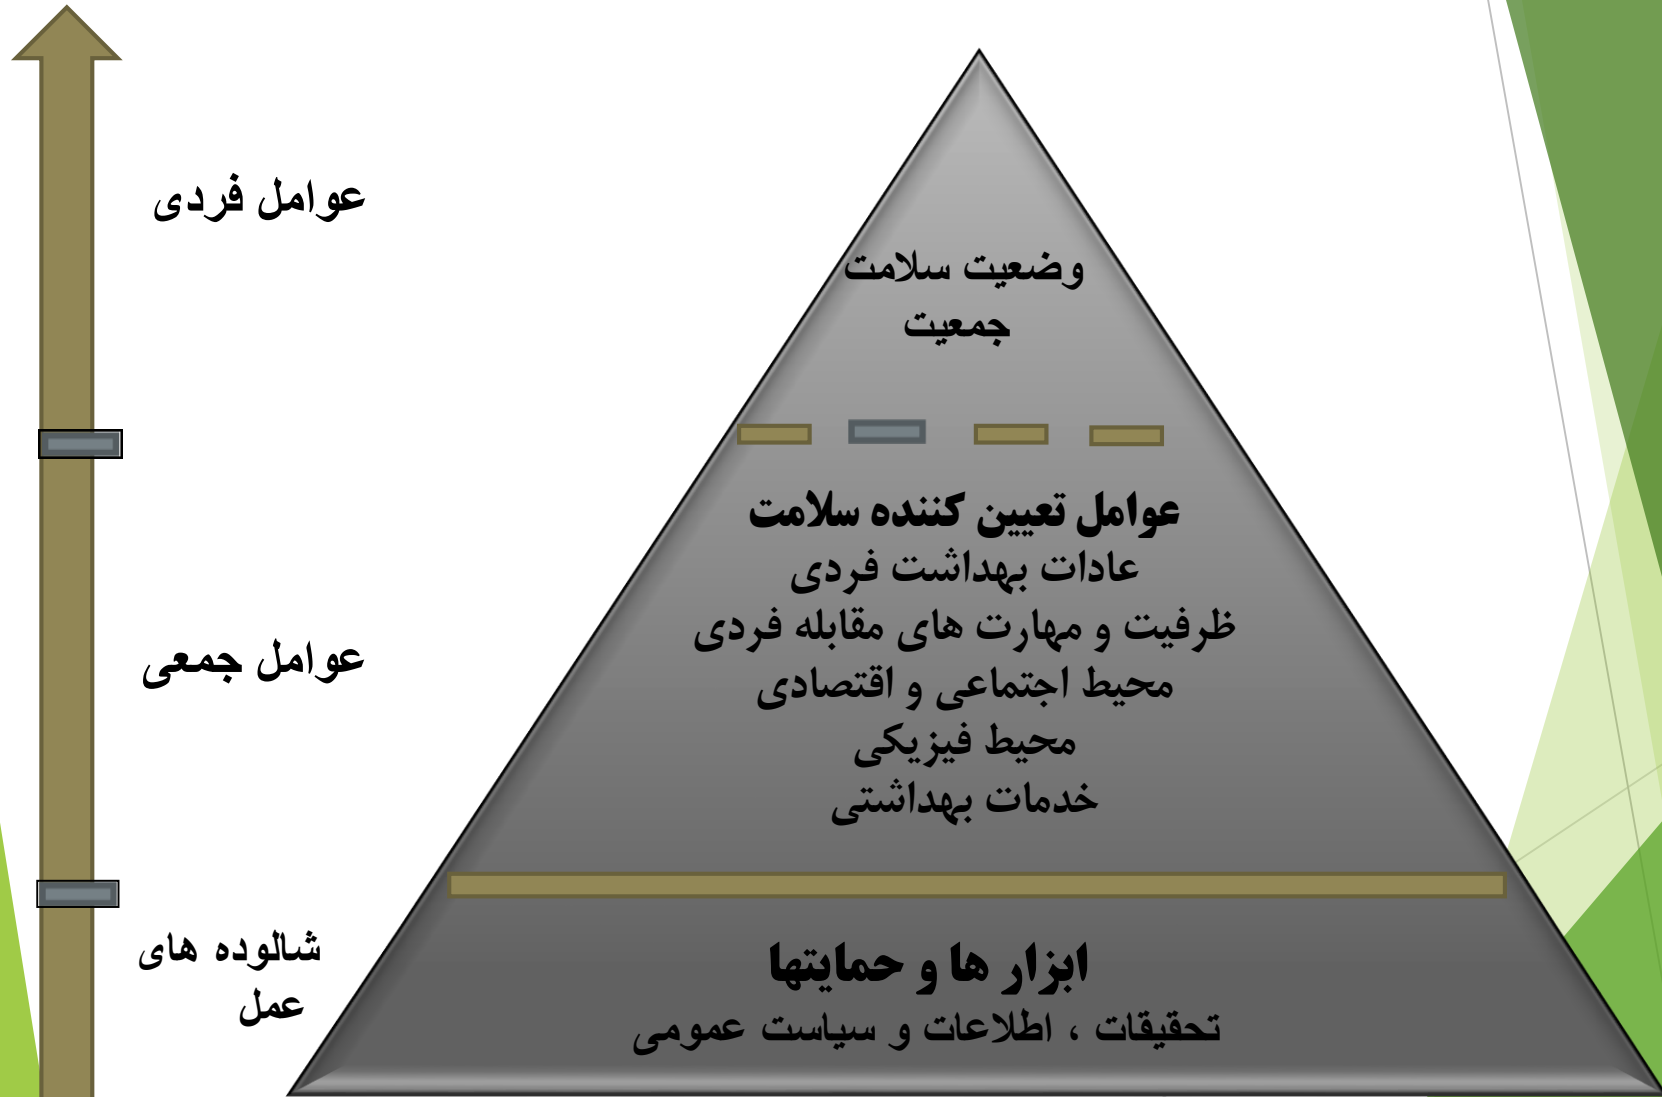 عوامل فردی
وضعیت سلامت
جمعیت
عوامل تعیین کننده سلامت
عادات بهداشت فردی
ظرفیت و مهارت های مقابله فردی
محیط اجتماعی و اقتصادی
محیط فیزیکی
خدمات بهداشتی
عوامل جمعی
ابزار ها و حمایتها
تحقیقات ، اطلاعات و سیاست عمومی
شالوده های
عمل